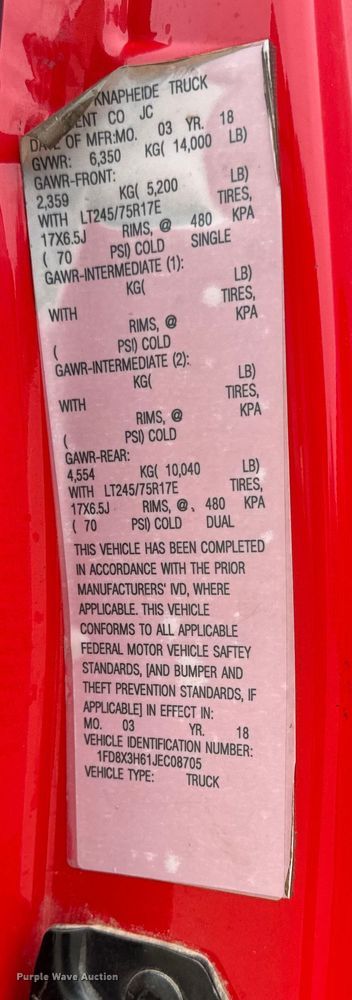 KNAPHEIDE TRUCK
ENT CO JC
DATE OF MFR:MO. 03 YR. 18
GVWR: 6,350 KG( 14,000 LB)
GAWR-FRONT:
2,359 KG( 5,200 LB)
WITH LT245/75R17E TIRES,
17X6.5J RIMS, @ 480 KPA
( 70 PSI) COLD SINGLE
GAWR-INTERMEDIATE (1):
KG( LB)
WITH TIRES,
RIMS, @ KPA
( PSI) COLD
GAWR-INTERMEDIATE (2):
KG( LB)
WITH TIRES,
RIMS, @ KPA
( PSI) COLD
GAWR-REAR:
4,554 KG( 10,040 LB)
WITH LT245/75R17E TIRES,
17X6.5J RIMS, @, 480 KPA
( 70 PSI) COLD DUAL
THIS VEHICLE HAS BEEN COMPLETED
IN ACCORDANCE WITH THE PRIOR
MANUFACTURERS' IVD, WHERE
APPLICABLE. THIS VEHICLE
CONFORMS TO ALL APPLICABLE
FEDERAL MOTOR VEHICLE SAFTEY
STANDARDS, [AND BUMPER AND
THEFT PREVENTION STANDARDS, IF
APPLICABLE] IN EFFECT IN:
MO. 03 YR. 18
VEHICLE IDENTIFICATION NUMBER:
1FD8X3H61JEC08705
VEHICLE TYPE: TRUCK
Purple Wave Auction